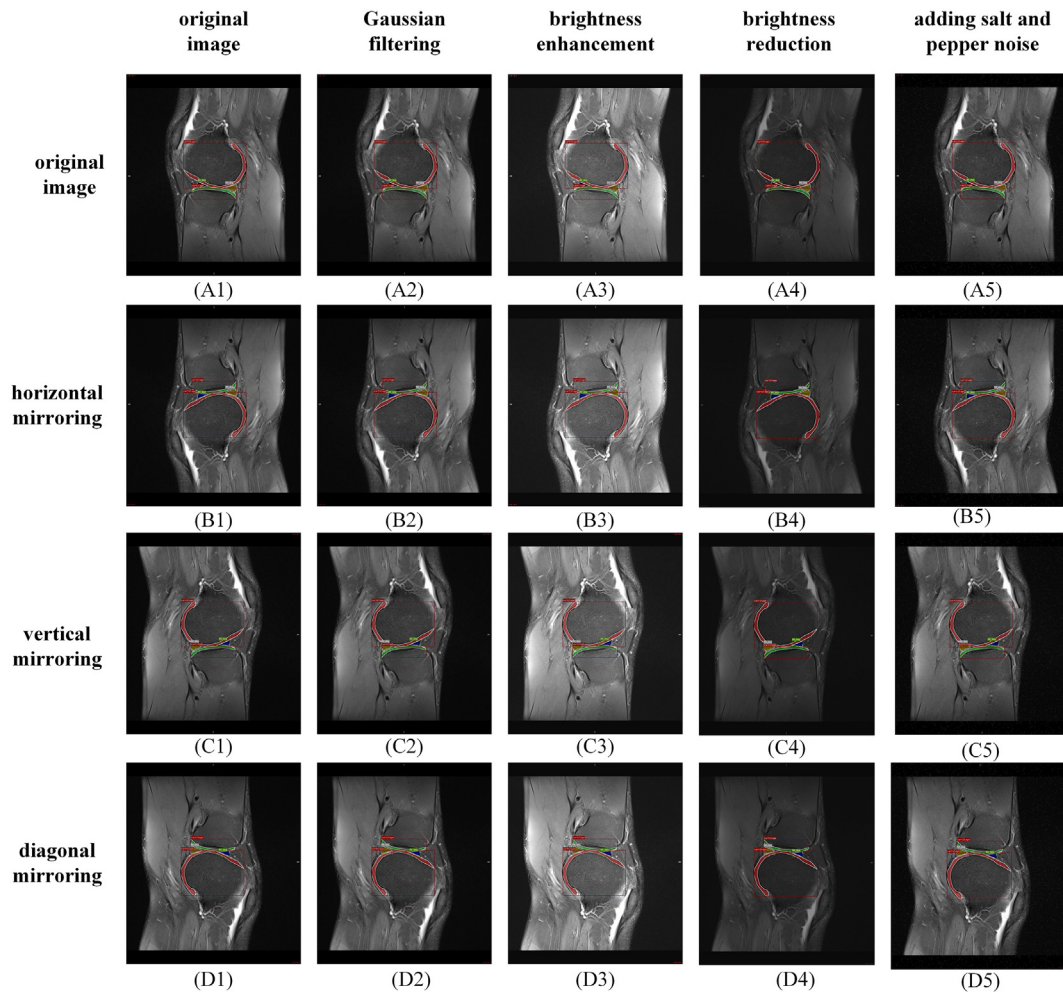 original
image
Gaussian
filtering
brightness
enhancement
brightness
reduction
adding salt and
pepper noise
original
image
(A1)
(A2)
(A3)
(A4)
(A5)
horizontal
mirroring
(B1)
(B2)
(B3)
(B4)
(B5)
vertical
mirroring
(C1)
(C2)
(C3)
(C4)
(C5)
diagonal
mirroring
(D1)
(D2)
(D3)
(D4)
(D5)